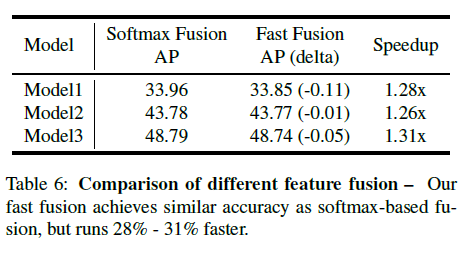 Model Softmax Fusion AP Fast Fusion AP (delta) Speedup
Model1 33.96 33.85 (-0.11) 1.28x
Model2 43.78 43.77 (-0.01) 1.26x
Model3 48.79 48.74 (-0.05) 1.31x
Table 6: Comparison of different feature fusion – Our
fast fusion achieves similar accuracy as softmax-based fu-
sion, but runs 28% - 31% faster.